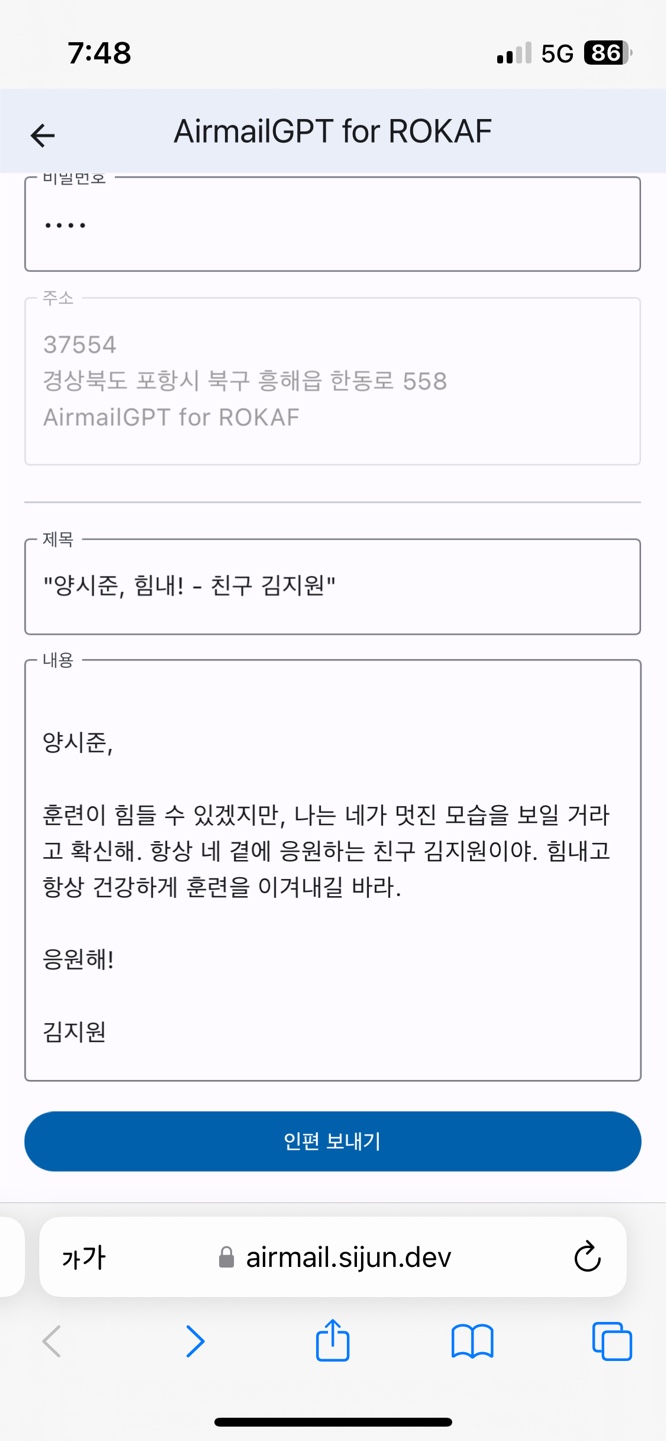 7:48
5G 86
AirmailGPT for ROKAF
비밀번호
••••
주소
37554
경상북도 포항시 북구 흥해읍 한동로 558
AirmailGPT for ROKAF
제목
"양시준, 힘내! - 친구 김지원"
내용
양시준,
훈련이 힘들 수 있겠지만, 나는 네가 멋진 모습을 보일 거라
고 확신해. 항상 네 곁에 응원하는 친구 김지원이야. 힘내고
항상 건강하게 훈련을 이겨내길 바라.
응원해!
김지원
인편 보내기
가가 airmail.sijun.dev